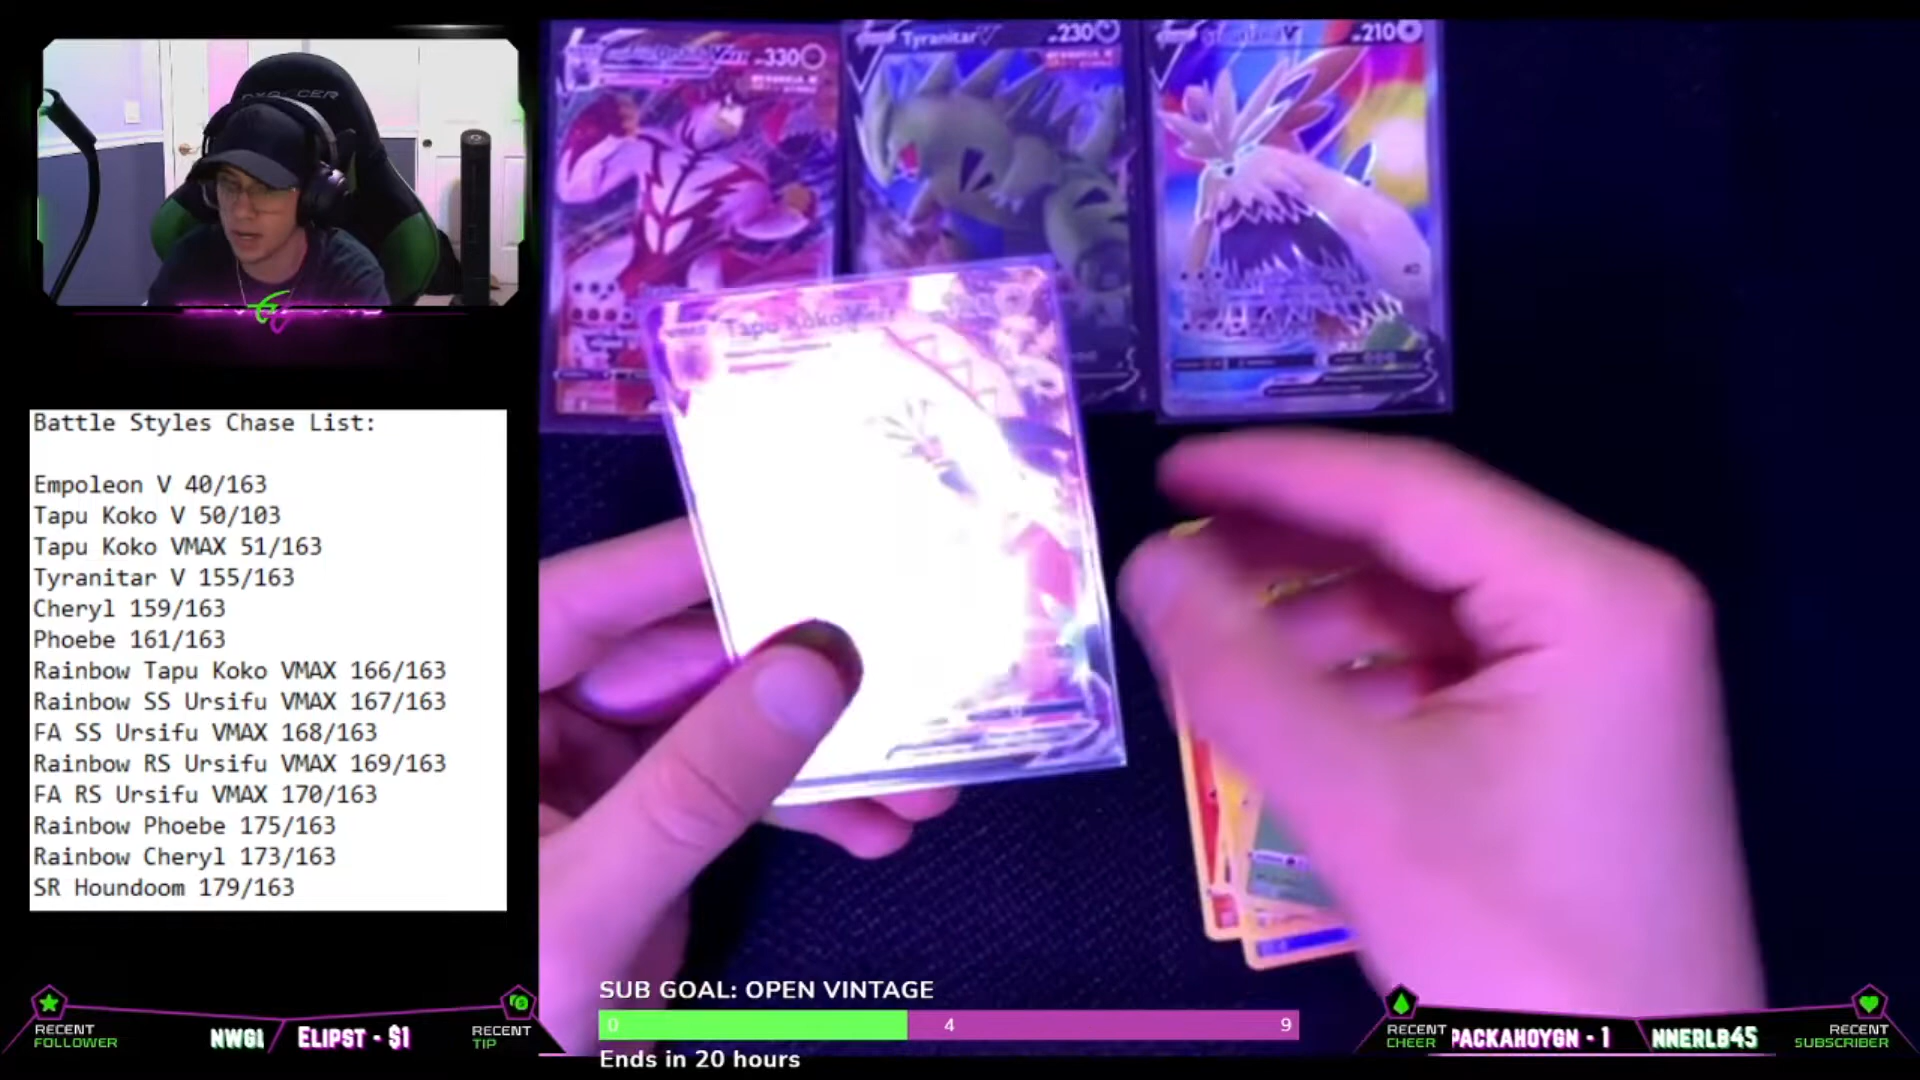 Tyranitar V
230
330
210
Tapu Koko
Battle Styles Chase List:
Empoleon V 40/163
Tapu Koko V 50/103
Tapu Koko VMAX 51/163
Tyranitar V 155/163
Cheryl 159/163
Phoebe 161/163
Rainbow Tapu Koko VMAX 166/163
Rainbow SS Ursifu VMAX 167/163
FA SS Ursifu VMAX 168/163
Rainbow RS Ursifu VMAX 169/163
FA RS Ursifu VMAX 170/163
Rainbow Phoebe 175/163
Rainbow Cheryl 173/163
SR Houndoom 179/163
SUB GOAL: OPEN VINTAGE
0 4 9
Ends in 20 hours
RECENT
FOLLOWER
NWGL
ELIPST - $1
RECENT
TIP
RECENT
CHEER
PACKAHOYGN - 1
NNERLB45
RECENT
SUBSCRIBER